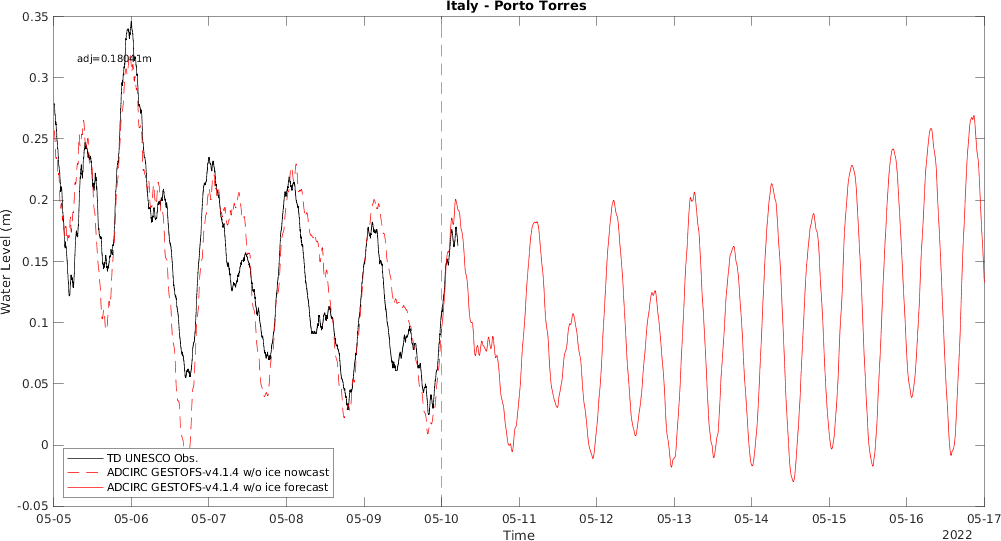 Italy - Porto Torres
0.35
0.3
0.25
0.2
0.15
0.1
0.05
0
-0.05
Water Level (m)
adj=0.18041m
TD UNESCO Obs.
ADCIRC GESTOFS-v4.1.4 w/o ice nowcast
ADCIRC GESTOFS-v4.1.4 w/o ice forecast
05-05 05-06 05-07 05-08 05-09 05-10 05-11 05-12 05-13 05-14 05-15 05-16 05-17
Time
2022